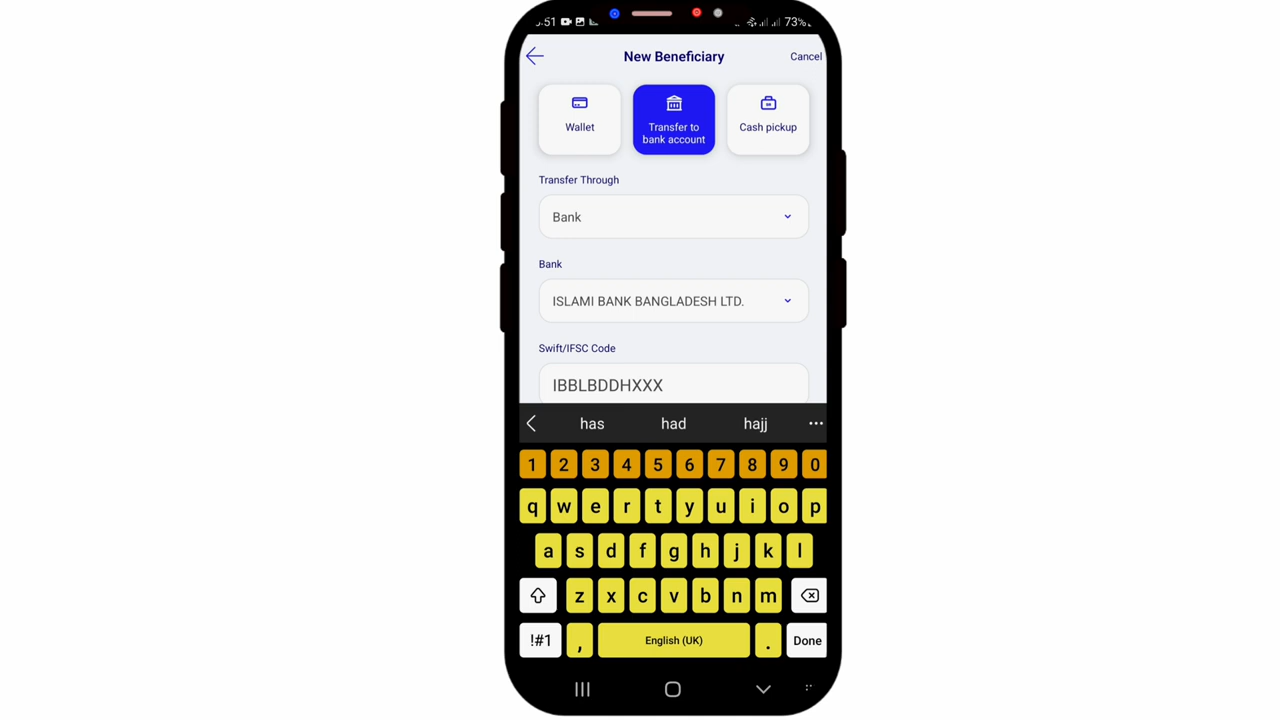 :51 73%
New Beneficiary Cancel
Wallet
Transfer to
bank account
Cash pickup
Transfer Through
Bank
Bank
ISLAMI BANK BANGLADESH LTD.
Swift/IFSC Code
IBBLBDDHXXX
has had hajj ...
1 2 3 4 5 6 7 8 9 0
q w e r t y u i o p
a s d f g h j k l
z x c v b n m
!#1 , English (UK) . Done